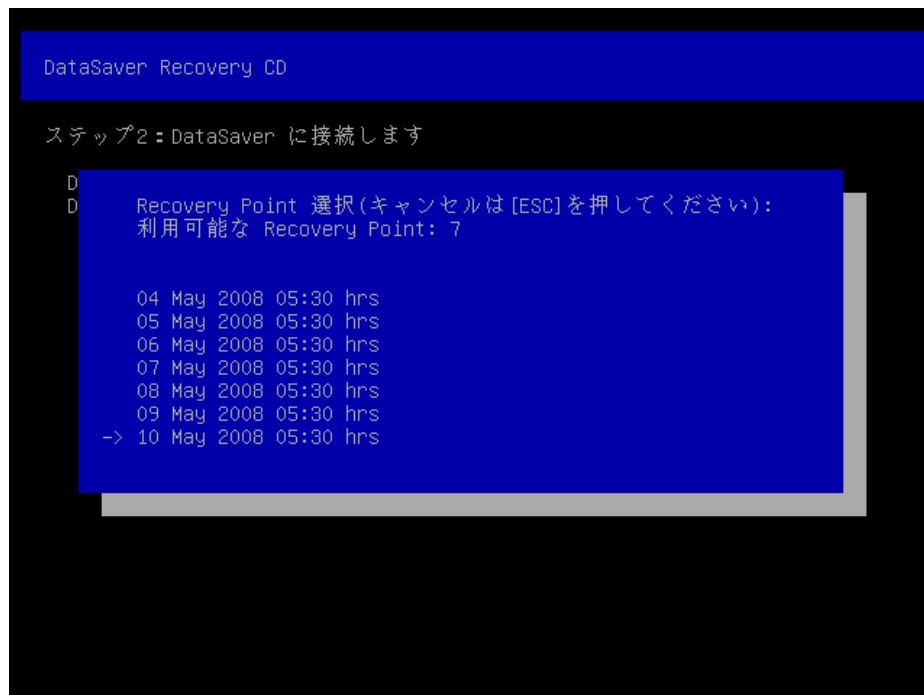 DataSaver Recovery CD
ステップ2：DataSaver に接続します
D
D
Recovery Point 選択(キャンセルは[ESC]を押してください):
利用可能な Recovery Point: 7
04 May 2008 05:30 hrs
05 May 2008 05:30 hrs
06 May 2008 05:30 hrs
07 May 2008 05:30 hrs
08 May 2008 05:30 hrs
09 May 2008 05:30 hrs
-> 10 May 2008 05:30 hrs